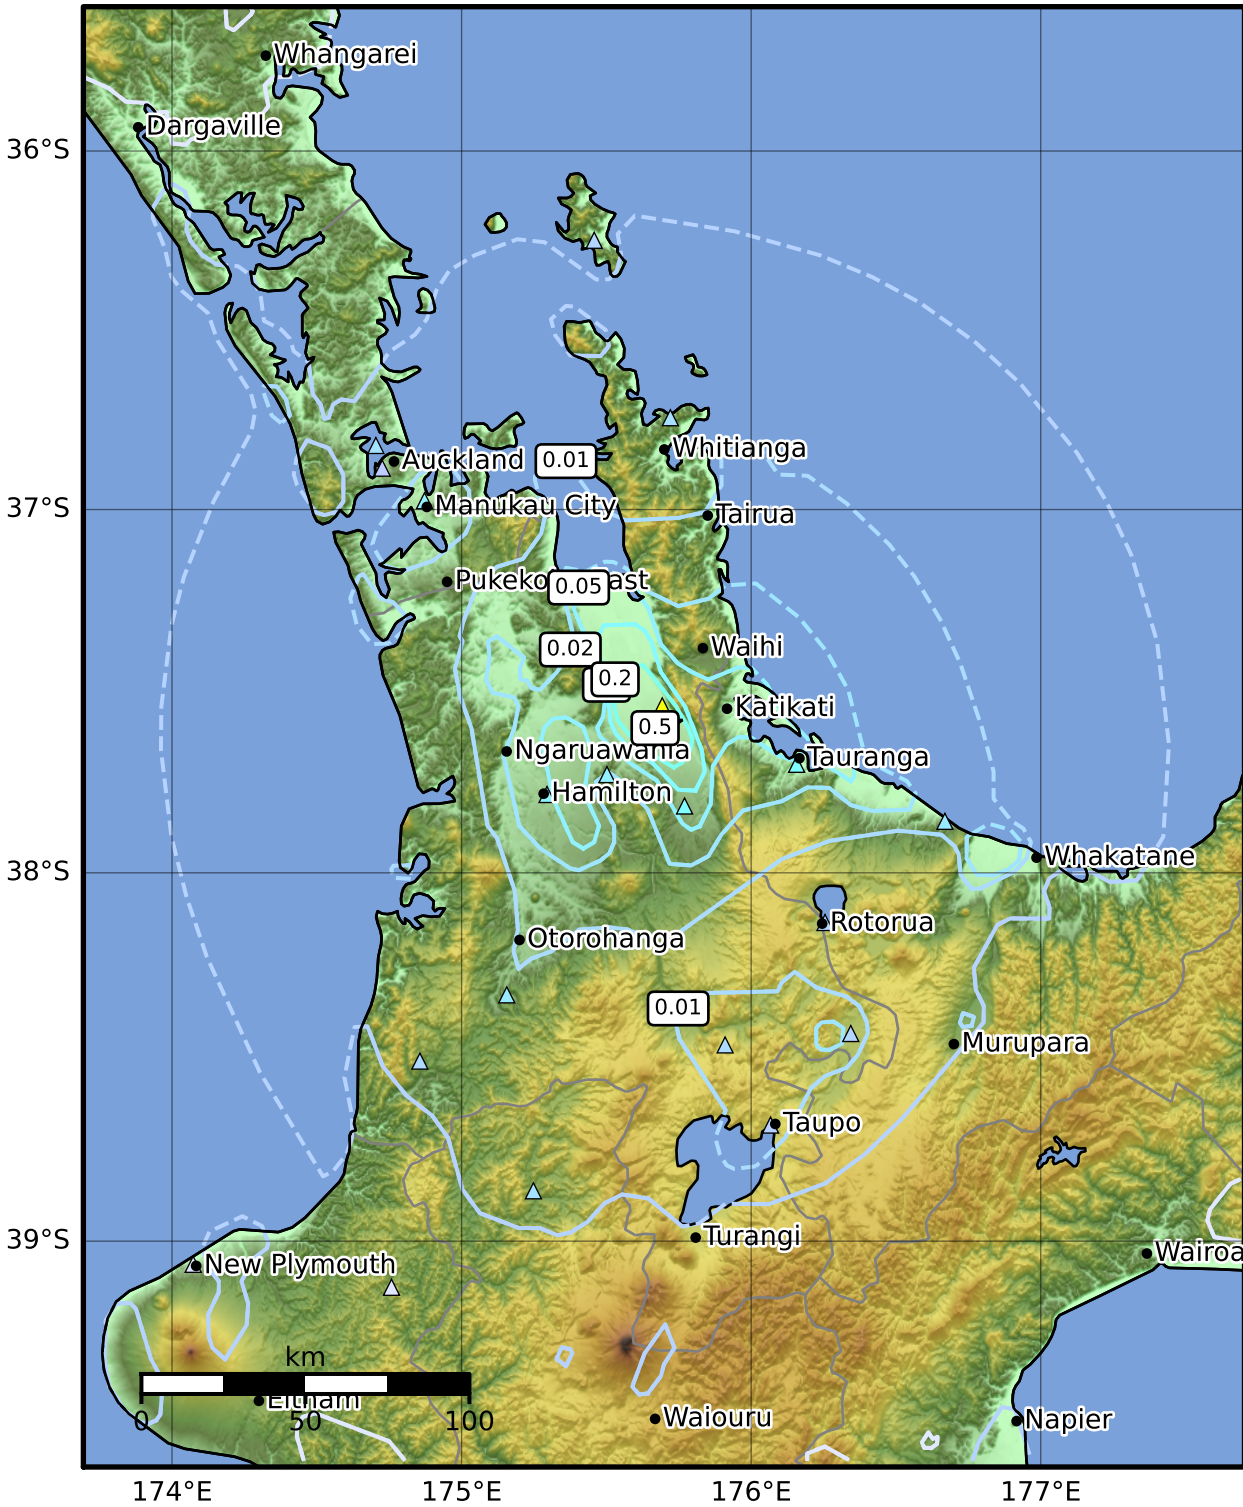 Whangarei
Dargaville
36°S
Whitianga
Auckland
0.01
Manukau City
37°S
Tairua
0.05
0.02
Waihi
0.2
Katikati
0.5
Ngaruawahia
Tauranga
Hamilton
Whakatane
38°S
Rotorua
Otorohanga
0.01
Murupara
Taupo
Turangi
39°S
Wairoa
New Plymouth
km
Eltham
0
50
100
Waiouru
Napier
174°E
175°E
176°E
177°E